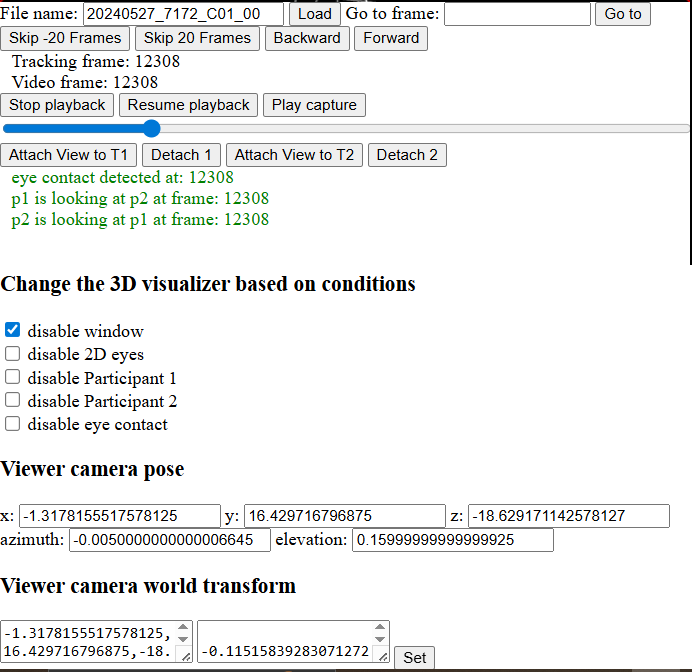 File name: 20240527_7172_C01_00 Load Go to frame: Go to
Skip -20 Frames Skip 20 Frames Backward Forward
Tracking frame: 12308
Video frame: 12308
Stop playback Resume playback Play capture
Attach View to T1 Detach 1 Attach View to T2 Detach 2
eye contact detected at: 12308
p1 is looking at p2 at frame: 12308
p2 is looking at p1 at frame: 12308
Change the 3D visualizer based on conditions
disable window
disable 2D eyes
disable Participant 1
disable Participant 2
disable eye contact
Viewer camera pose
x: -1.3178155517578125 y: 16.429716796875 z: -18.629171142578127
azimuth: -0.0050000000000006645 elevation: 0.15999999999999925
Viewer camera world transform
-1.3178155517578125,
16.429716796875,-18. -0.11515839283071272 Set